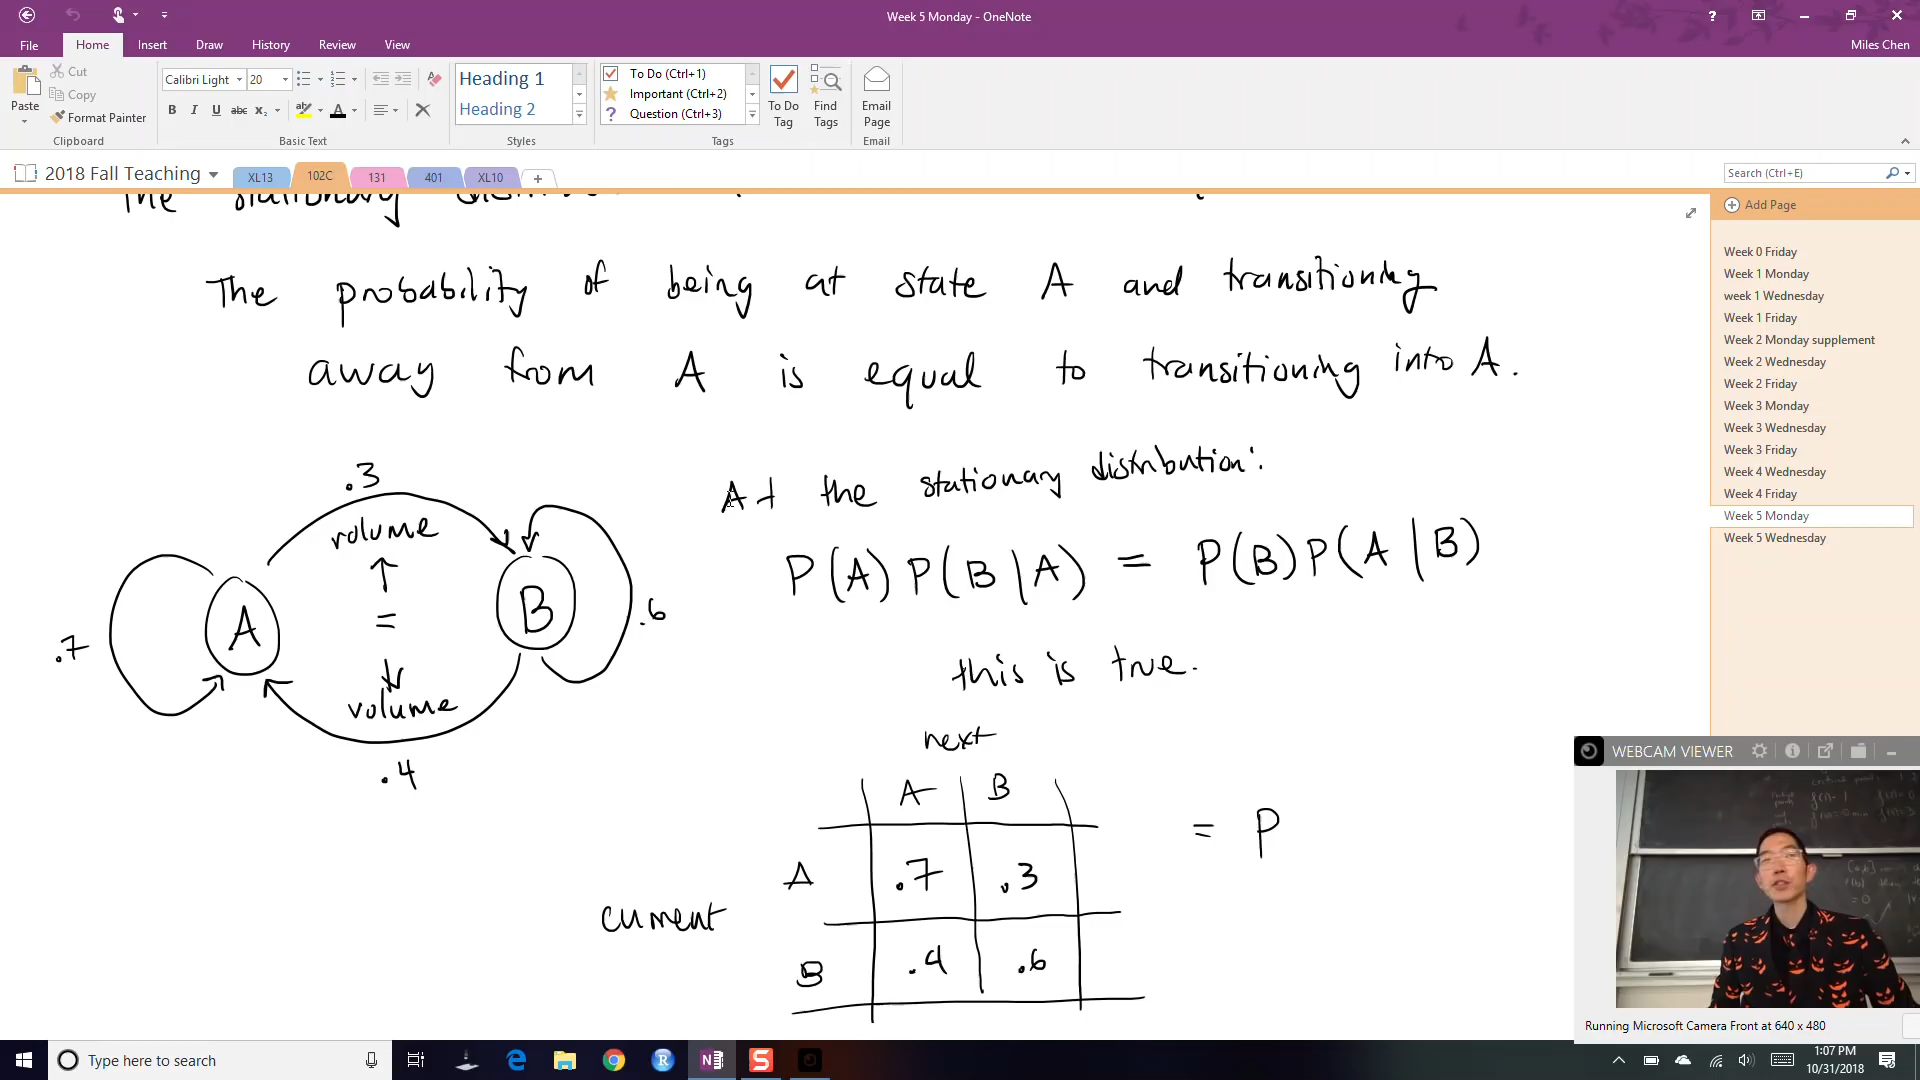 Week 5 Monday - OneNote
?
File
Home
Insert
Draw
History
Review
View
Miles Chen
Paste
Cut
Copy
Format Painter
Clipboard
Calibri Light
20
B I U abc x₂
A
Basic Text
Heading 1
Heading 2
Styles
To Do (Ctrl+1)
Important (Ctrl+2)
? Question (Ctrl+3)
Tags
To Do
Tag
Find
Tags
Email
Page
Email
2018 Fall Teaching
XL13
102C
131
401
XL10
Search (Ctrl+E)
Add Page
Week 0 Friday
Week 1 Monday
week 1 Wednesday
Week 1 Friday
Week 2 Monday supplement
Week 2 Wednesday
Week 2 Friday
Week 3 Monday
Week 3 Wednesday
Week 3 Friday
Week 4 Wednesday
Week 4 Friday
Week 5 Monday
Week 5 Wednesday
The stationary
The probability of being at state A and transitioning
away from A is equal to transitioning into A.
.3
volume
=
volume
.4
.7
A
B
.6
At the stationary distribution:
P(A) P(B|A) = P(B) P(A|B)
this is true.
next
A B
A .7 .3
current
B .4 .6
= P
WEBCAM VIEWER
Running Microsoft Camera Front at 640 x 480
Type here to search
1:07 PM
10/31/2018